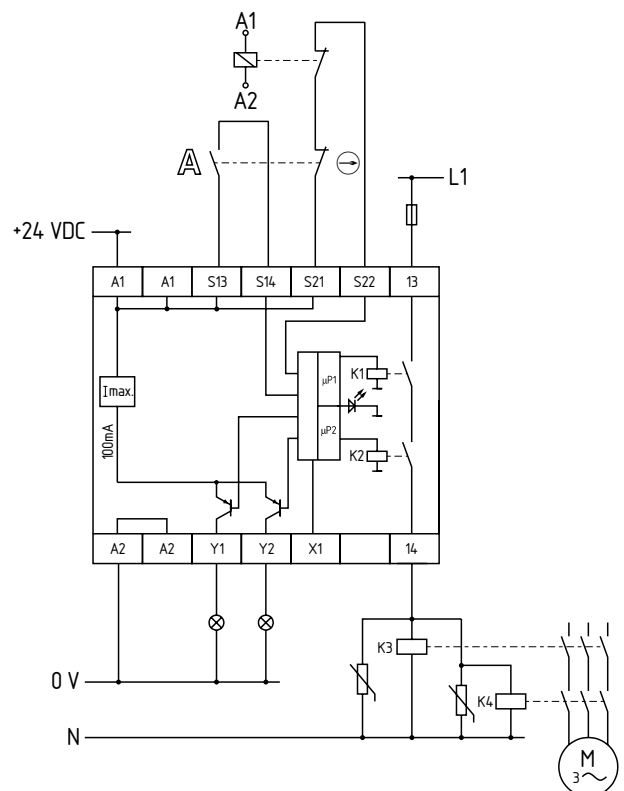 A1
A2
A
L1
+24 VDC
A1 A1 S13 S14 S21 S22 13
µP1
K1
Imax.
100mA
µP2
K2
A2 A2 Y1 Y2 X1 14
K3
K4
0 V
N
M
3~